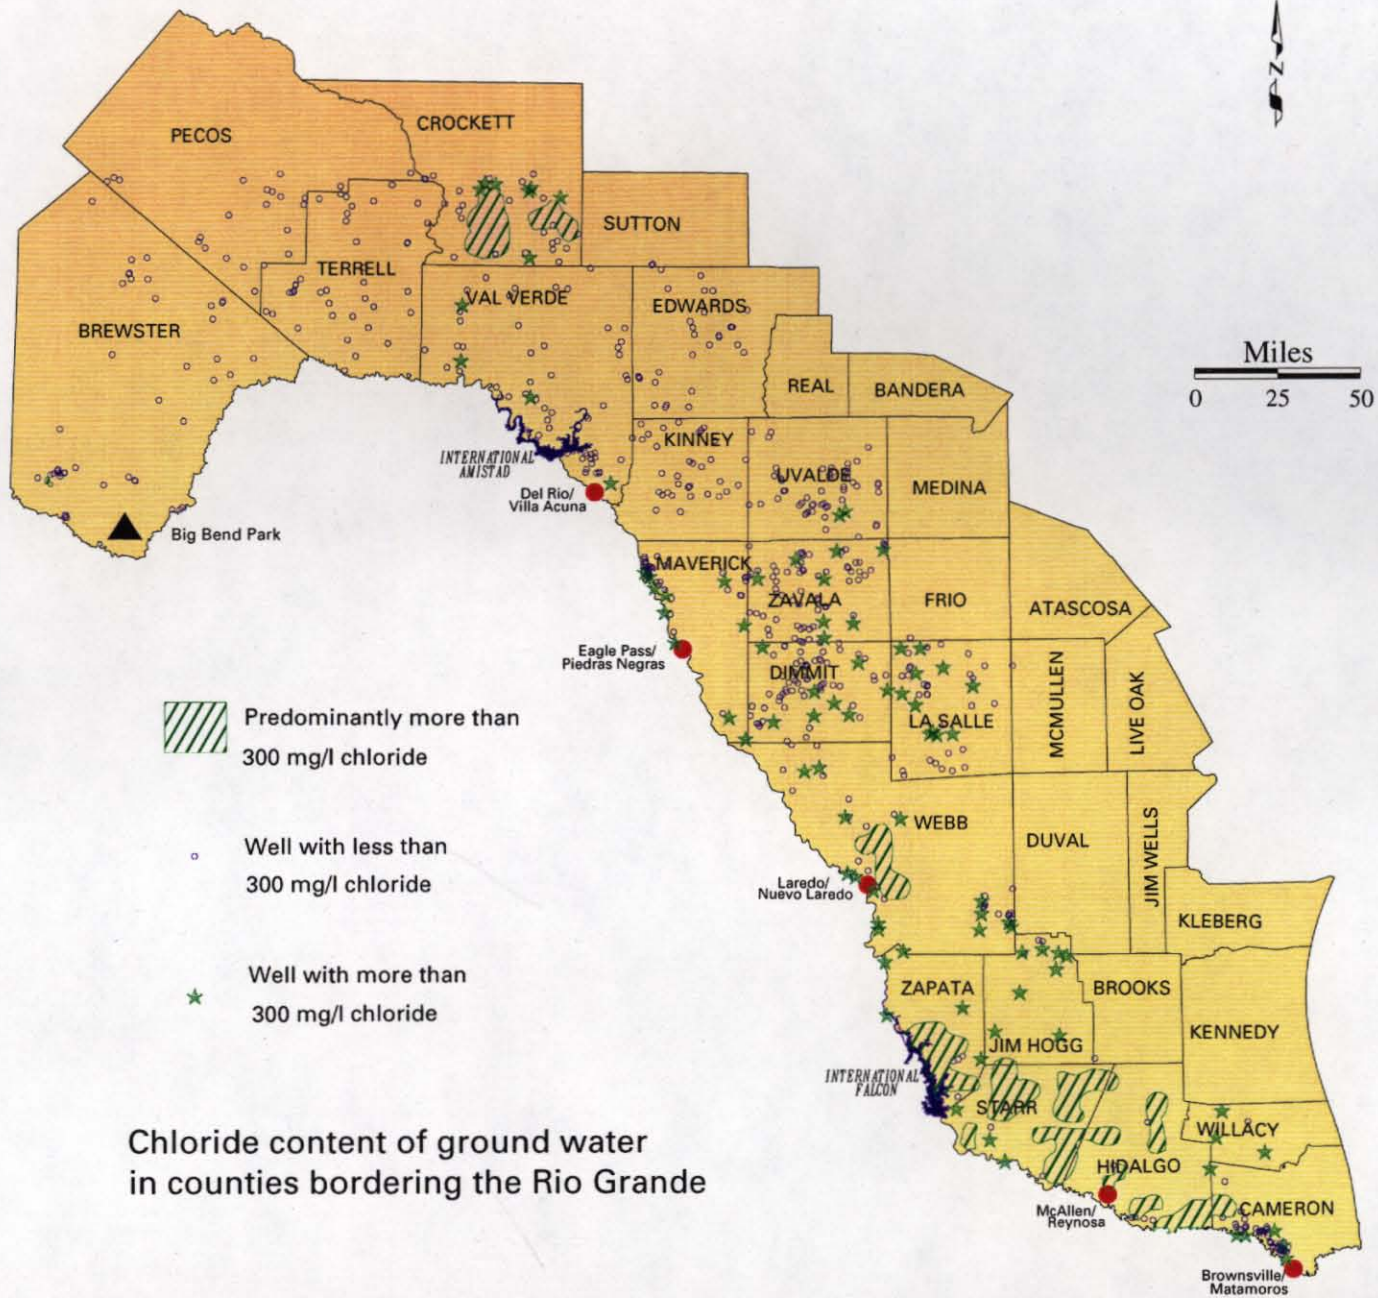 N
PECOS
CROCKETT
SUTTON
TERRELL
VAL VERDE
EDWARDS
BREWSTER
Miles
0 25 50
REAL
BANDERA
KINNEY
INTERNATIONAL
AMISTAD
UVALDE
MEDINA
Del Rio/
Villa Acuna
Big Bend Park
MAVERICK
ZAVALA
FRIO
ATASCOSA
Eagle Pass/
Piedras Negras
DIMMIT
LA SALLE
MCMULLEN
LIVE OAK
Predominantly more than
300 mg/l chloride
WEBB
DUVAL
JIM WELLS
Well with less than
300 mg/l chloride
Laredo/
Nuevo Laredo
KLEBERG
Well with more than
300 mg/l chloride
ZAPATA
BROOKS
KENNEDY
JIM HOGG
INTERNATIONAL
FALCON
STARR
WILLACY
HIDALGO
CAMERON
McAllen/
Reynosa
Brownsville/
Matamoros
Chloride content of ground water
in counties bordering the Rio Grande